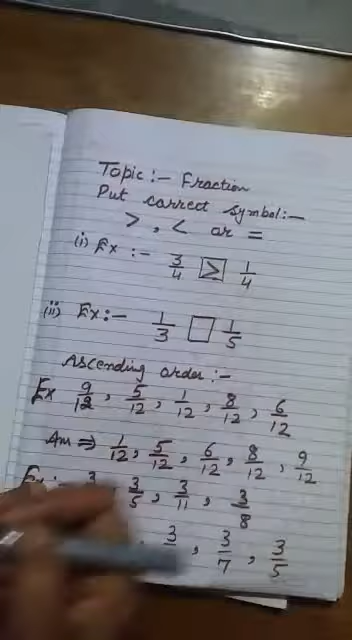 Topic :- Fraction
Put correct symbol :-
> , < or =
(i) Ex :- 3/4 > 1/4
(ii) Ex :- 1/3 □ 1/5
Ascending order :-
Ex 9/12 , 5/12 , 1/12 , 8/12 , 6/12
Ans ⇒ 1/12 , 5/12 , 6/12 , 8/12 , 9/12
Ex :- 3/5 , 3/11 , 3/8
, 3/7 , 3/5